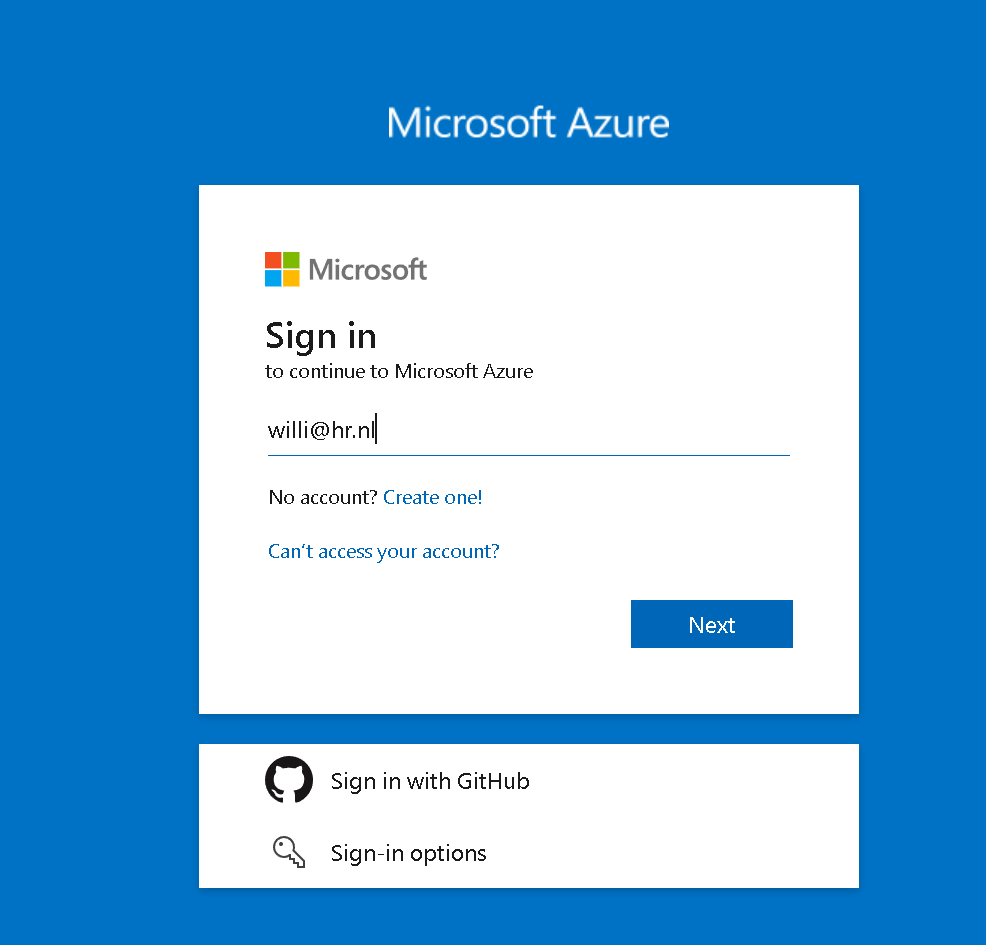 Microsoft Azure
Microsoft
Sign in
to continue to Microsoft Azure
willi@hr.nl
No account? Create one!
Can't access your account?
Next
Sign in with GitHub
Sign-in options